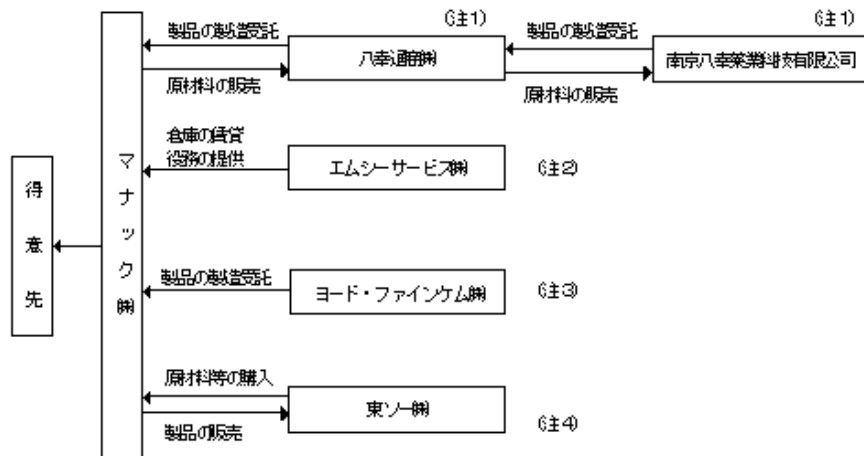 (注1)
(注1)
製品の製造受託
製品の製造受託
八幸通商㈱
南京八幸薬業科技有限公司
原材料の販売
原材料の販売
倉庫の賃貸
役務の提供
エムシーサービス㈱
(注2)
得意先
マナック㈱
製品の製造受託
ヨード・ファインケム㈱
(注3)
原材料等の購入
東ソー㈱
製品の販売
(注4)